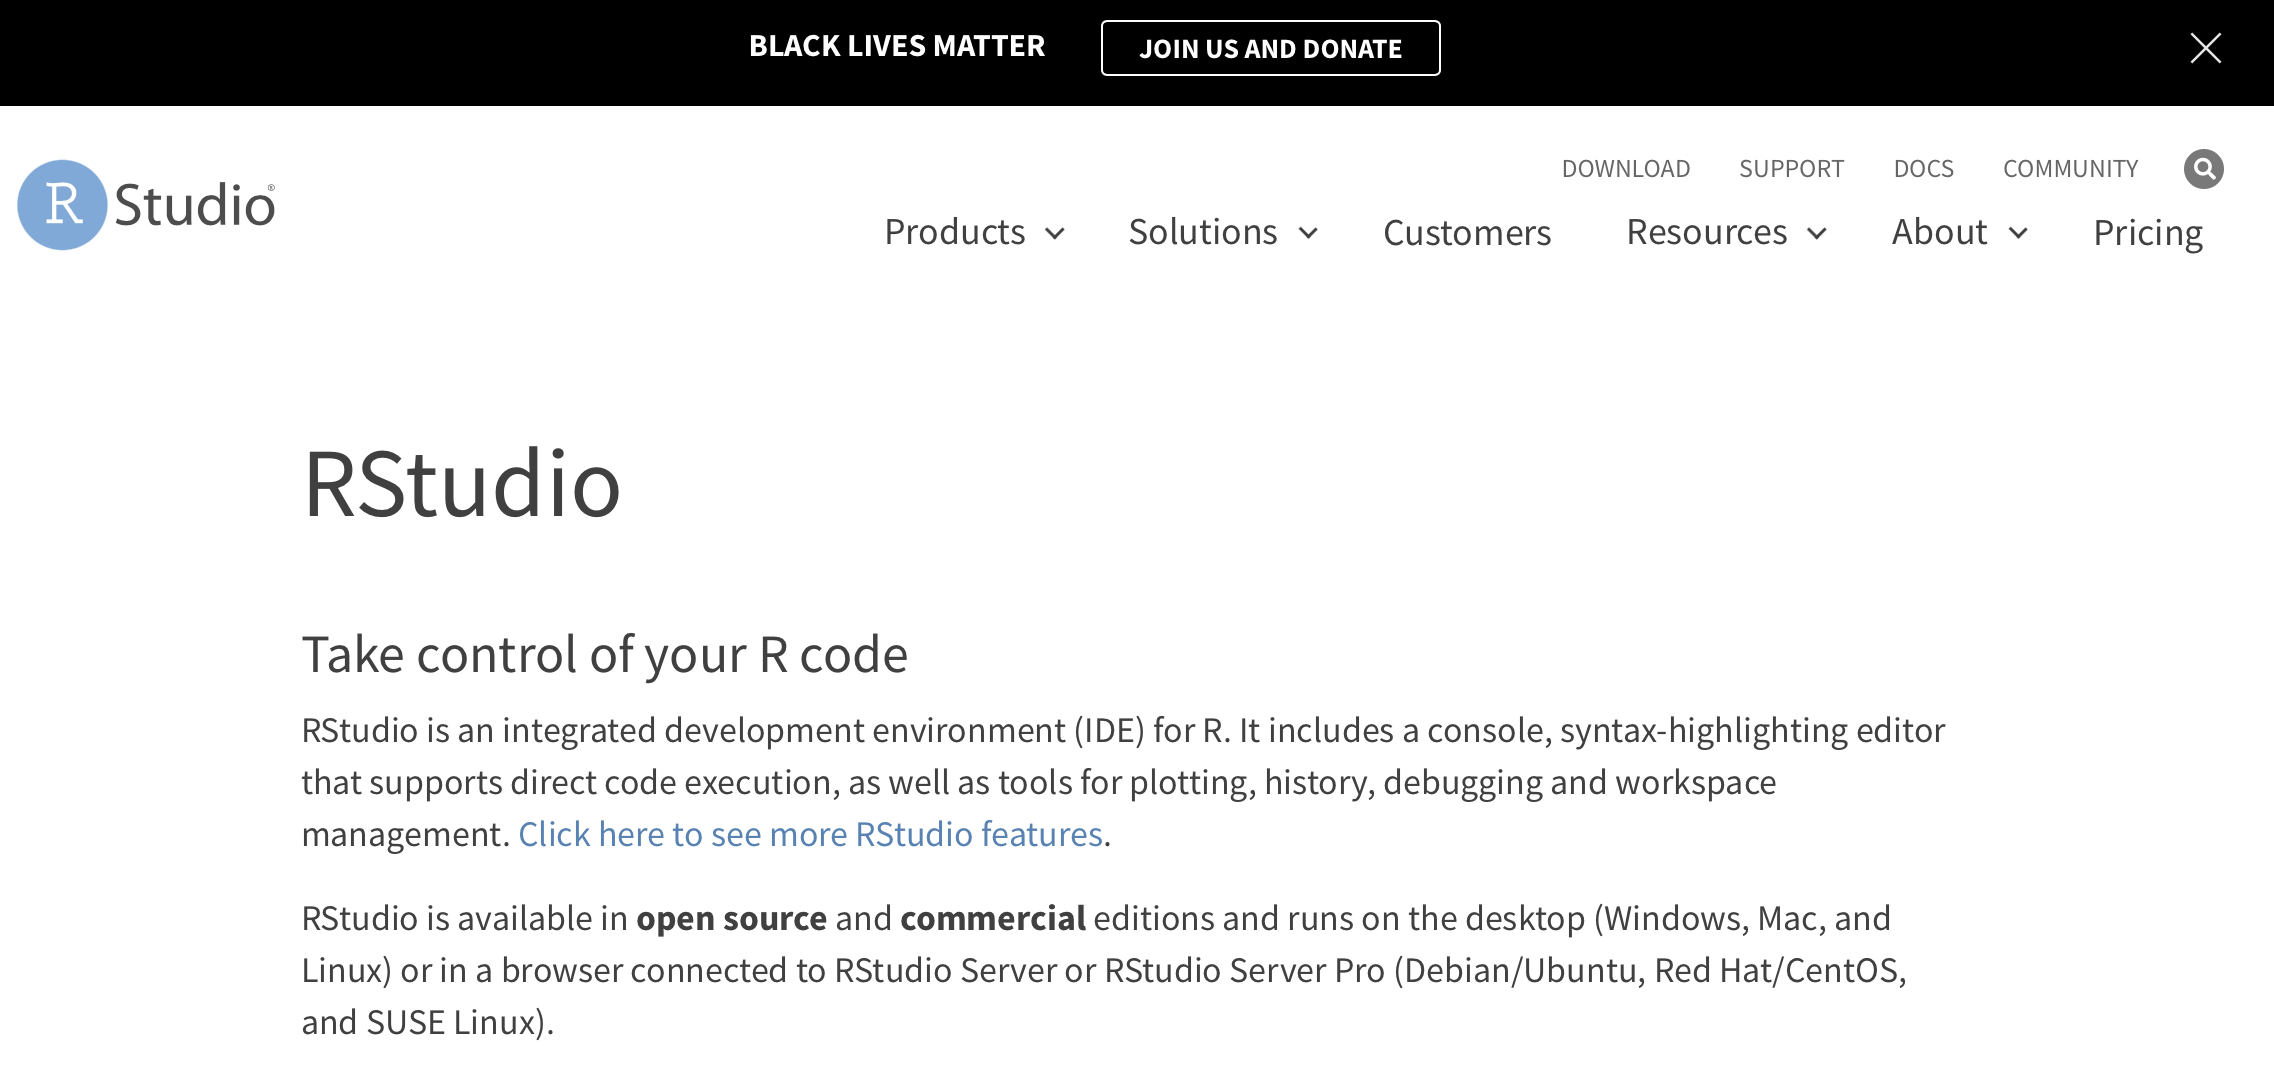 BLACK LIVES MATTER JOIN US AND DONATE
R Studio®
DOWNLOAD SUPPORT DOCS COMMUNITY
Products Solutions Customers Resources About Pricing
RStudio
Take control of your R code
RStudio is an integrated development environment (IDE) for R. It includes a console, syntax-highlighting editor
that supports direct code execution, as well as tools for plotting, history, debugging and workspace
management. Click here to see more RStudio features.
RStudio is available in open source and commercial editions and runs on the desktop (Windows, Mac, and
Linux) or in a browser connected to RStudio Server or RStudio Server Pro (Debian/Ubuntu, Red Hat/CentOS,
and SUSE Linux).